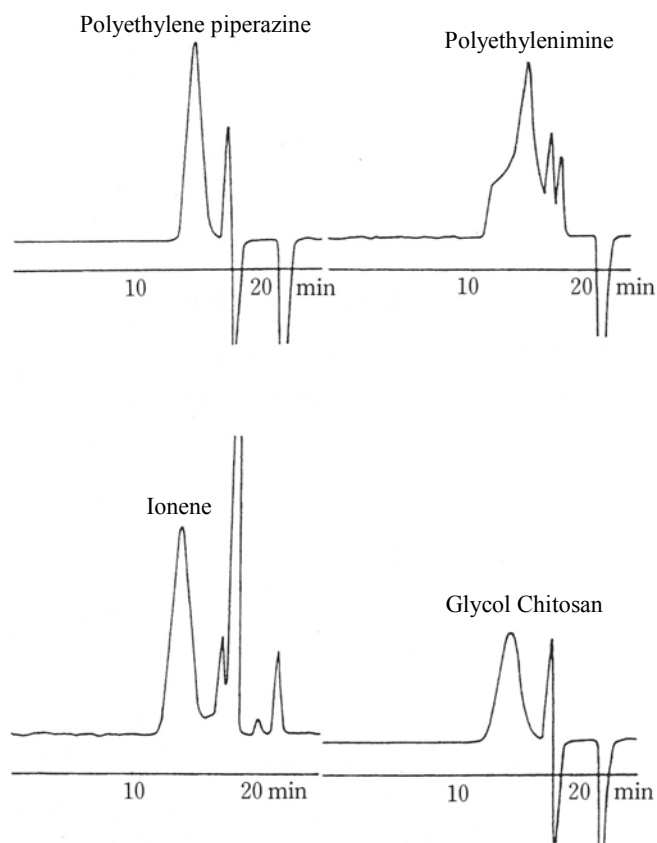 Polyethylene piperazine
Polyethylenimine
10 20 min
10 20 min
Ionene
Glycol Chitosan
10 20 min
10 20 min